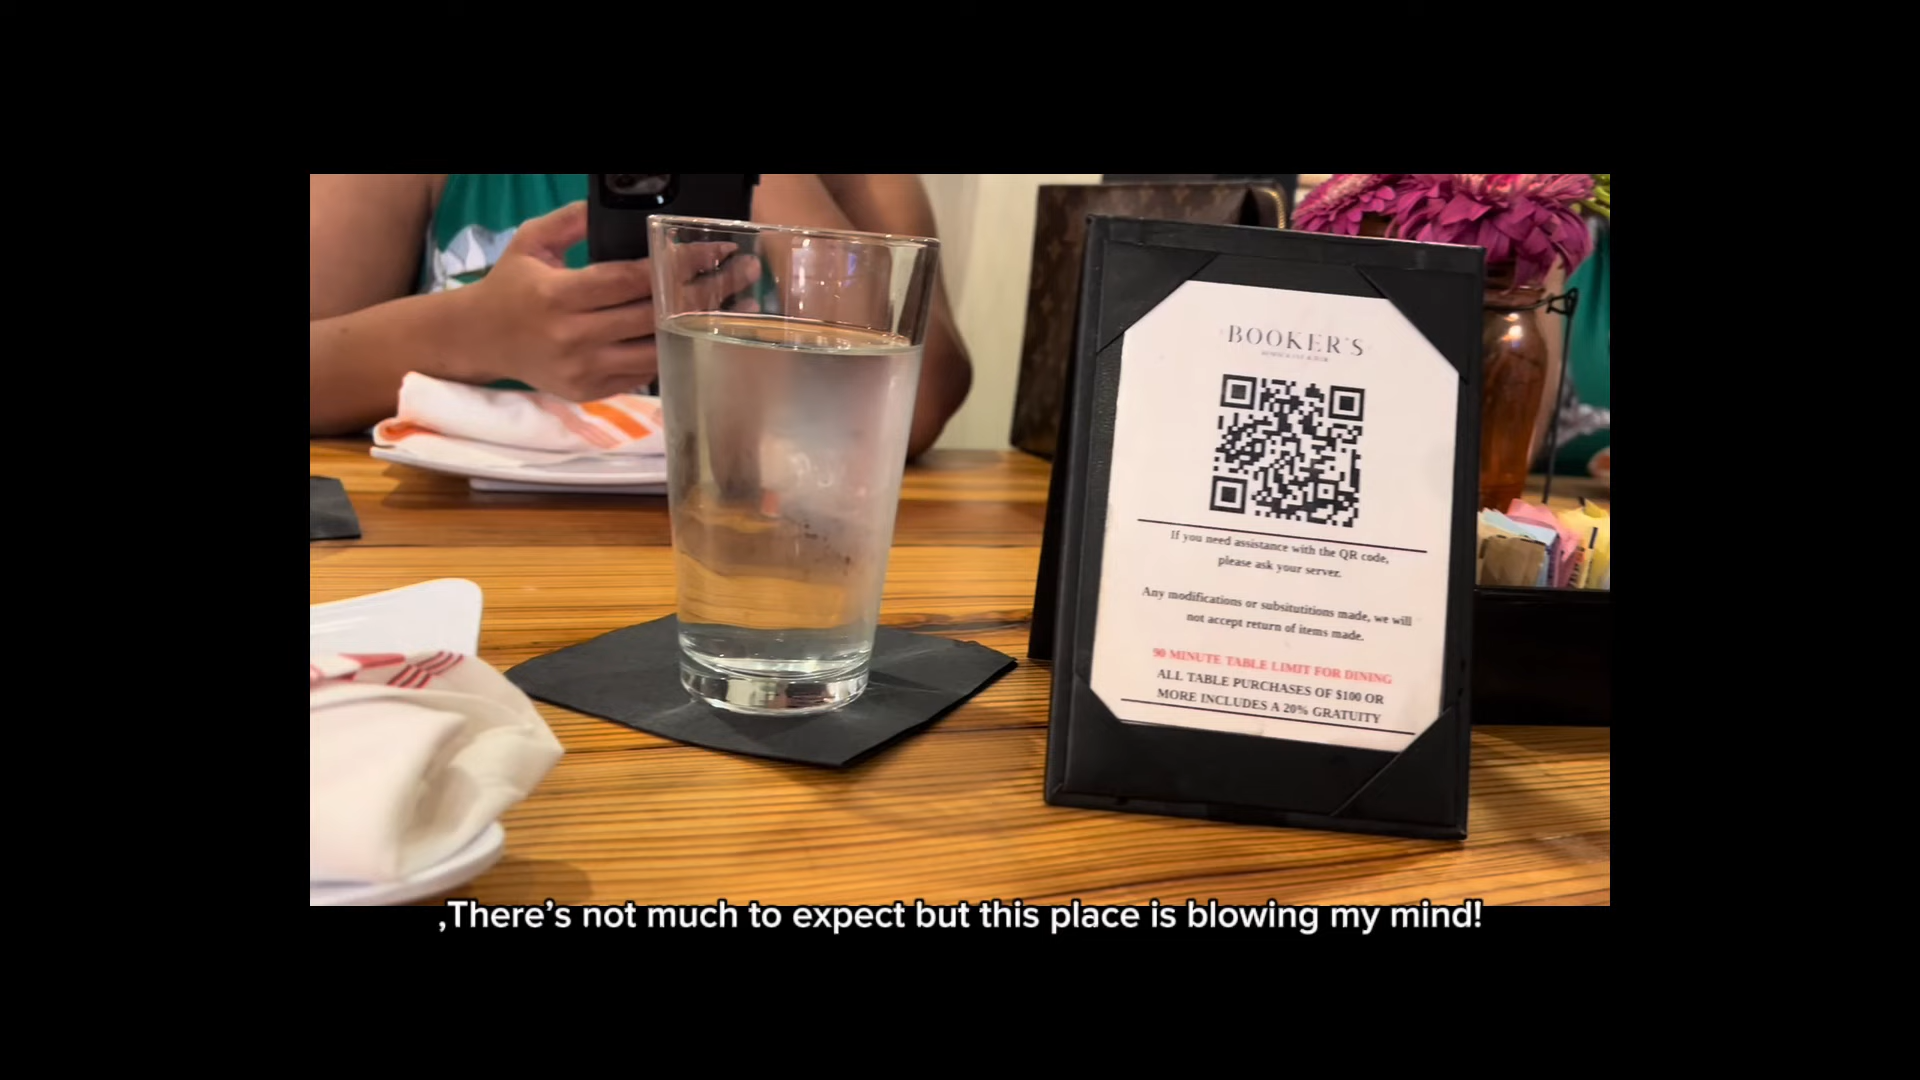 BOOKER'S
If you need assistance with the QR code,
please ask your server.
Any modifications or subsitutitions made, we will
not accept return of items made.
90 MINUTE TABLE LIMIT FOR DINING
ALL TABLE PURCHASES OF $100 OR
MORE INCLUDES A 20% GRATUITY
,There’s not much to expect but this place is blowing my mind!